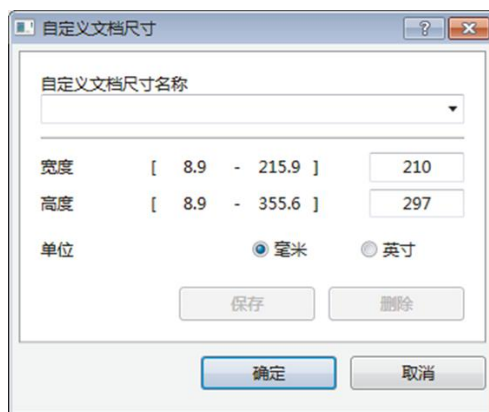 自定义文档尺寸
自定义文档尺寸名称
宽度 [ 8.9 - 215.9 ] 210
高度 [ 8.9 - 355.6 ] 297
单位 毫米 英寸
保存 删除
确定 取消